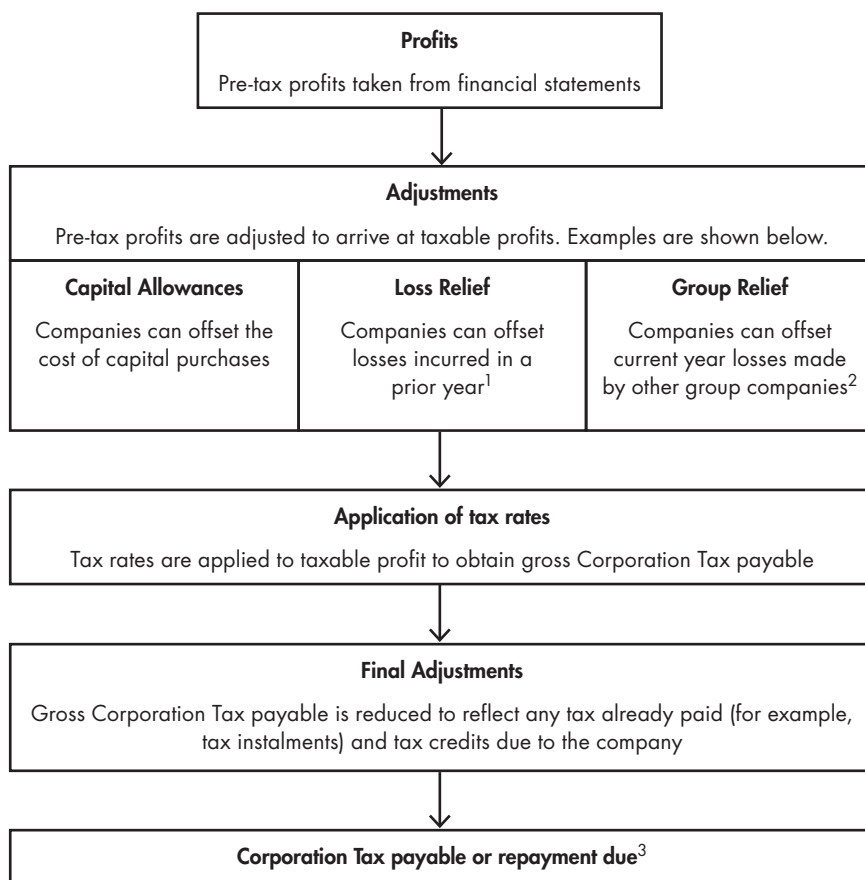 Profits
Pre-tax profits taken from financial statements
Adjustments
Pre-tax profits are adjusted to arrive at taxable profits. Examples are shown below.
Capital Allowances
Companies can offset the
cost of capital purchases
Loss Relief
Companies can offset
losses incurred in a
prior year1
Group Relief
Companies can offset
current year losses made
by other group companies2
Application of tax rates
Tax rates are applied to taxable profit to obtain gross Corporation Tax payable
Final Adjustments
Gross Corporation Tax payable is reduced to reflect any tax already paid (for example,
tax instalments) and tax credits due to the company
Corporation Tax payable or repayment due3